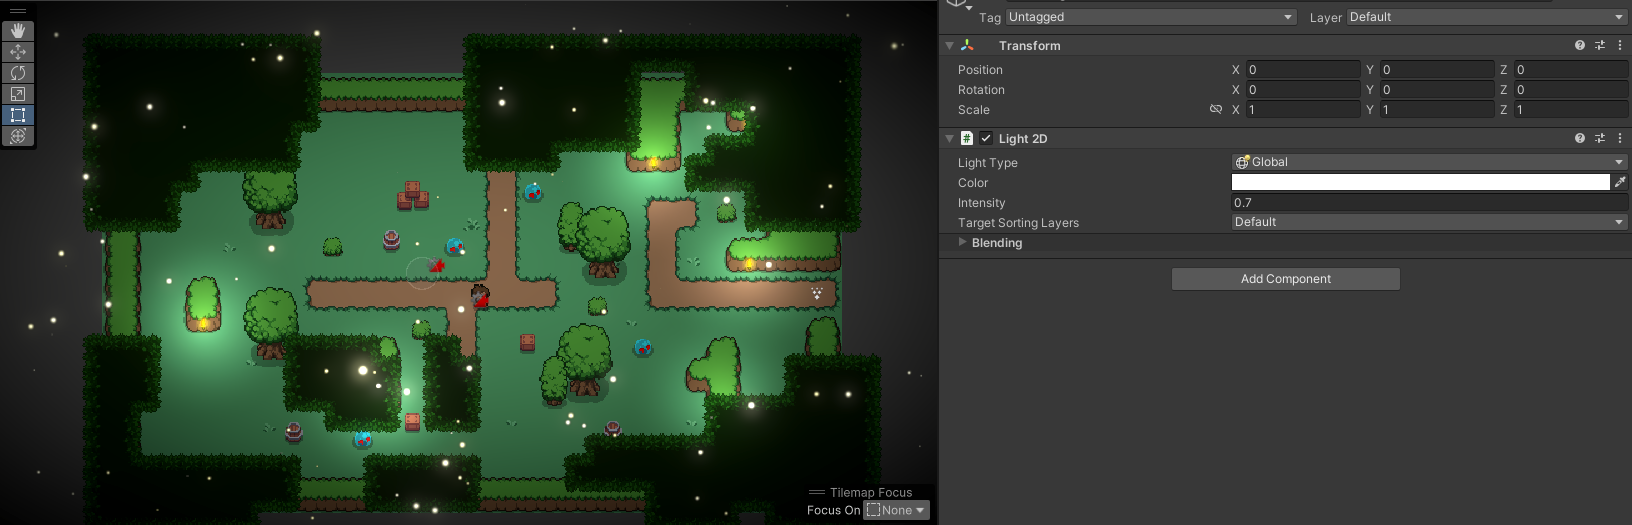 Tag Untagged Layer Default
Transform
Position X 0 Y 0 Z 0
Rotation X 0 Y 0 Z 0
Scale X 1 Y 1 Z 1
# Light 2D
Light Type Global
Color
Intensity 0.7
Target Sorting Layers Default
Blending
Add Component
Tilemap Focus
Focus On None